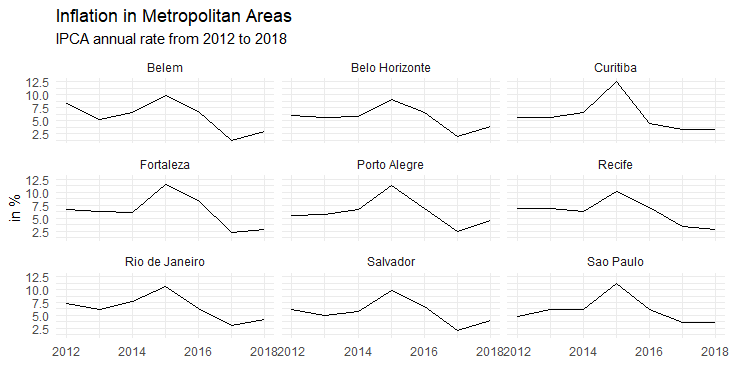 Inflation in Metropolitan Areas
IPCA annual rate from 2012 to 2018
Belem Belo Horizonte Curitiba
12.5
10.0
7.5
5.0
2.5
Fortaleza Porto Alegre Recife
12.5
10.0
7.5
5.0
2.5
in %
Rio de Janeiro Salvador Sao Paulo
12.5
10.0
7.5
5.0
2.5
2012 2014 2016 2018 2012 2014 2016 2018 2012 2014 2016 2018